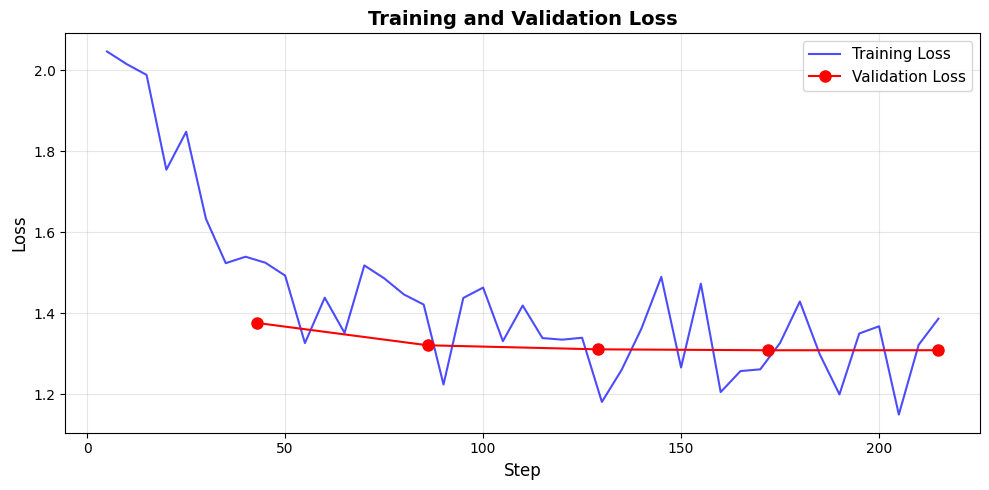 Training and Validation Loss
Training Loss
Validation Loss
Loss
2.0
1.8
1.6
1.4
1.2
0 50 100 150 200
Step